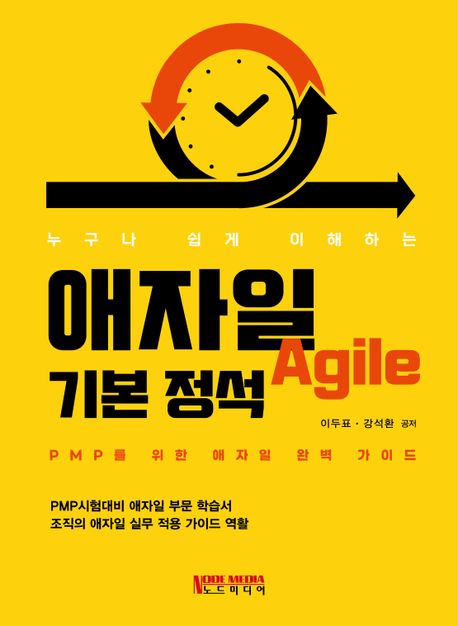 누구나 쉽게 이해하는
애자일
Agile
기본 정석
이두표 · 강석환 공저
PMP를 위한 애자일 완벽 가이드
PMP시험대비 애자일 부문 학습서
조직의 애자일 실무 적용 가이드 역활
NODE MEDIA
노드미디어